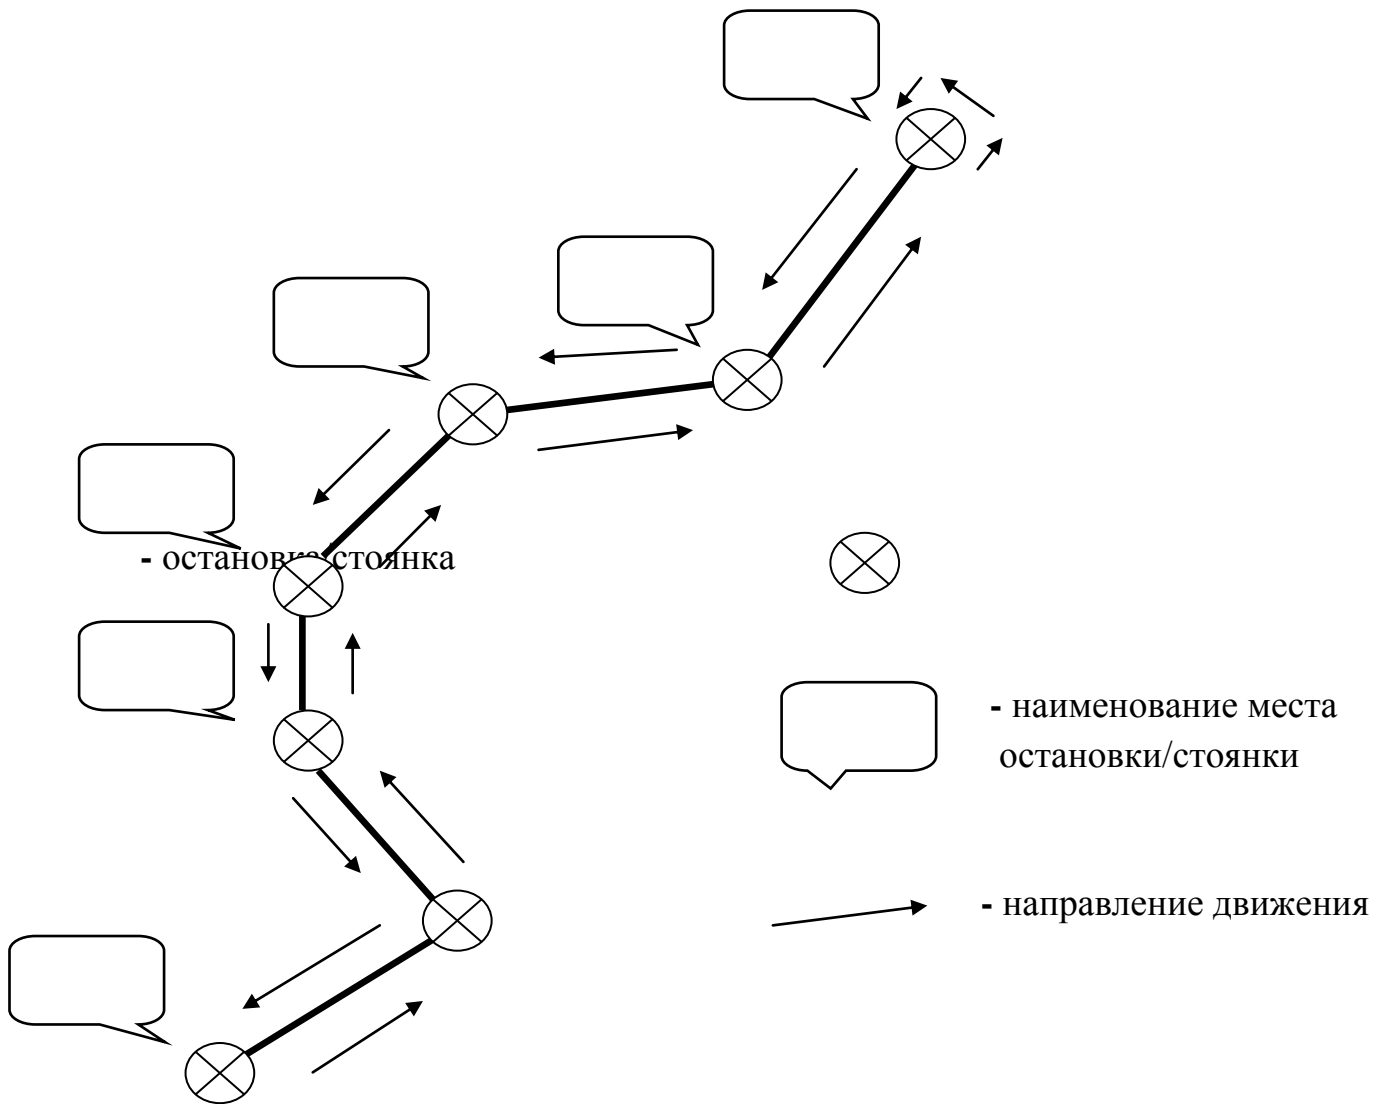 - остановка/стоянка
- наименование места
остановки/стоянки
- направление движения